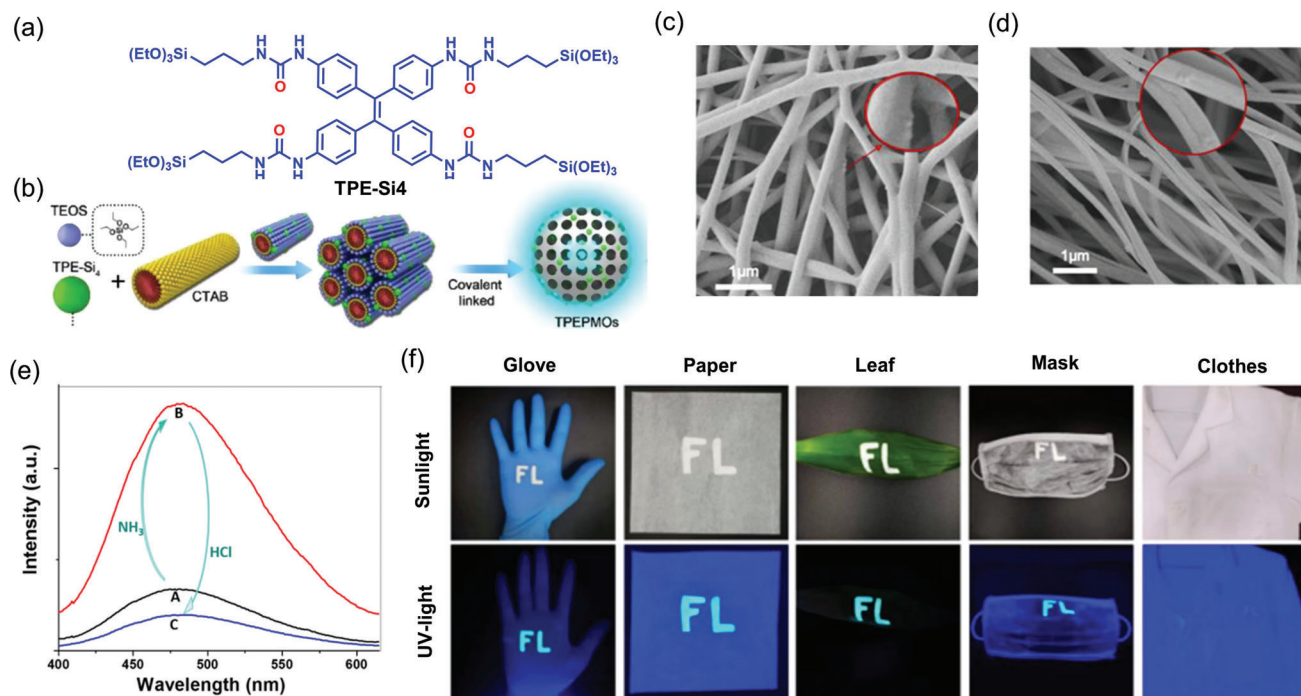 (a)
(EtO)₃Si
H
N
H
N
O
H
N
H
N
O
Si(OEt)₃
(EtO)₃Si
N
H
O
N
H
N
H
O
N
H
Si(OEt)₃
TPE-Si4
(b)
TEOS
TPE-Si₄
+
CTAB
Covalent
linked
TPEPMOs
(c)
1μm
(d)
1μm
(e)
Intensity (a.u.)
B
NH₃
HCl
A
C
400 450 500 550 600
Wavelength (nm)
(f)
Glove Paper Leaf Mask Clothes
Sunlight
FL FL FL FL
UV-light
FL FL FL FL